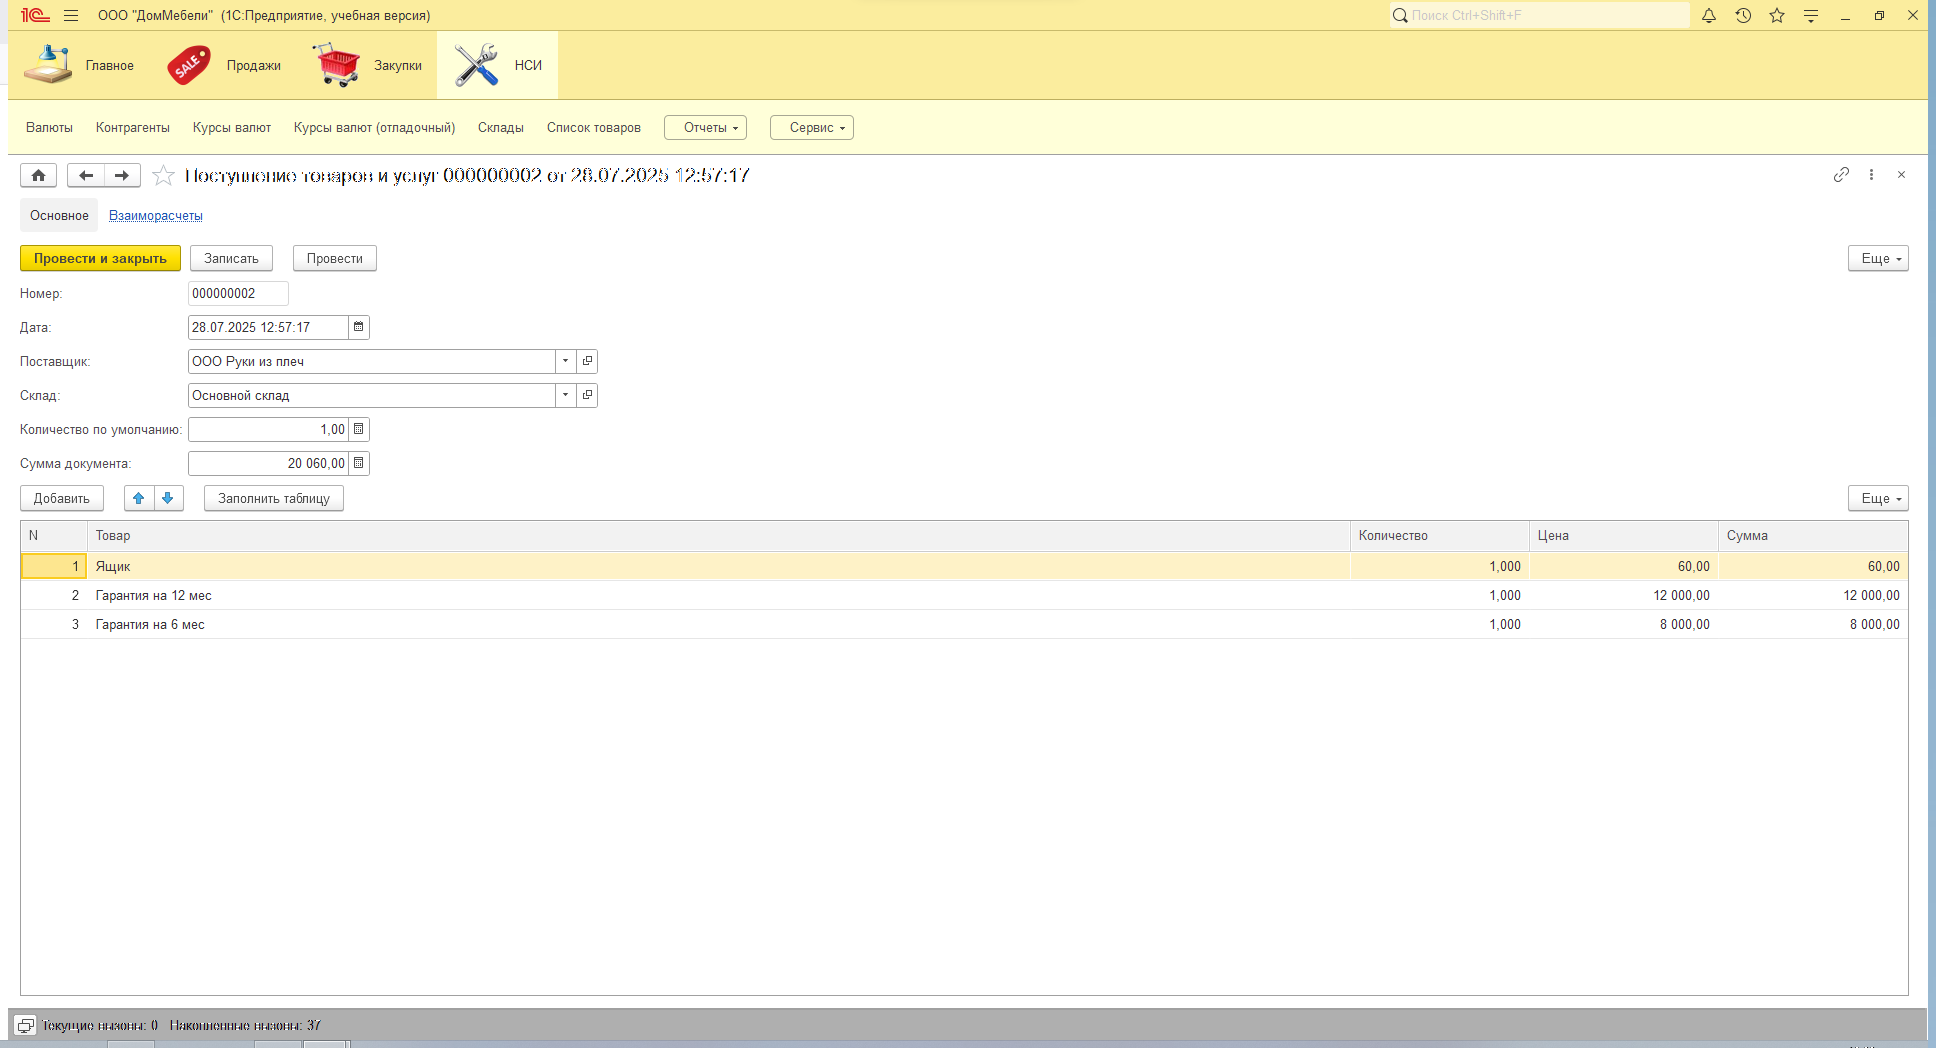 1С ООО "ДомМебели" (1С:Предприятие, учебная версия) Поиск Ctrl+Shift+F
Главное SALE Продажи Закупки НСИ
Валюты Контрагенты Курсы валют Курсы валют (отладочный) Склады Список товаров Отчеты Сервис
Поступление товаров и услуг 000000002 от 28.07.2025 12:57:17
Основное Взаиморасчеты
Провести и закрыть Записать Провести Еще
Номер: 000000002
Дата: 28.07.2025 12:57:17
Поставщик: ООО Руки из плеч
Склад: Основной склад
Количество по умолчанию: 1,00
Сумма документа: 20 060,00
Добавить Заполнить таблицу Еще
N Товар Количество Цена Сумма
1 Ящик 1,000 60,00 60,00
2 Гарантия на 12 мес 1,000 12 000,00 12 000,00
3 Гарантия на 6 мес 1,000 8 000,00 8 000,00
Текущие вызовы: 0 Накопленные вызовы: 37